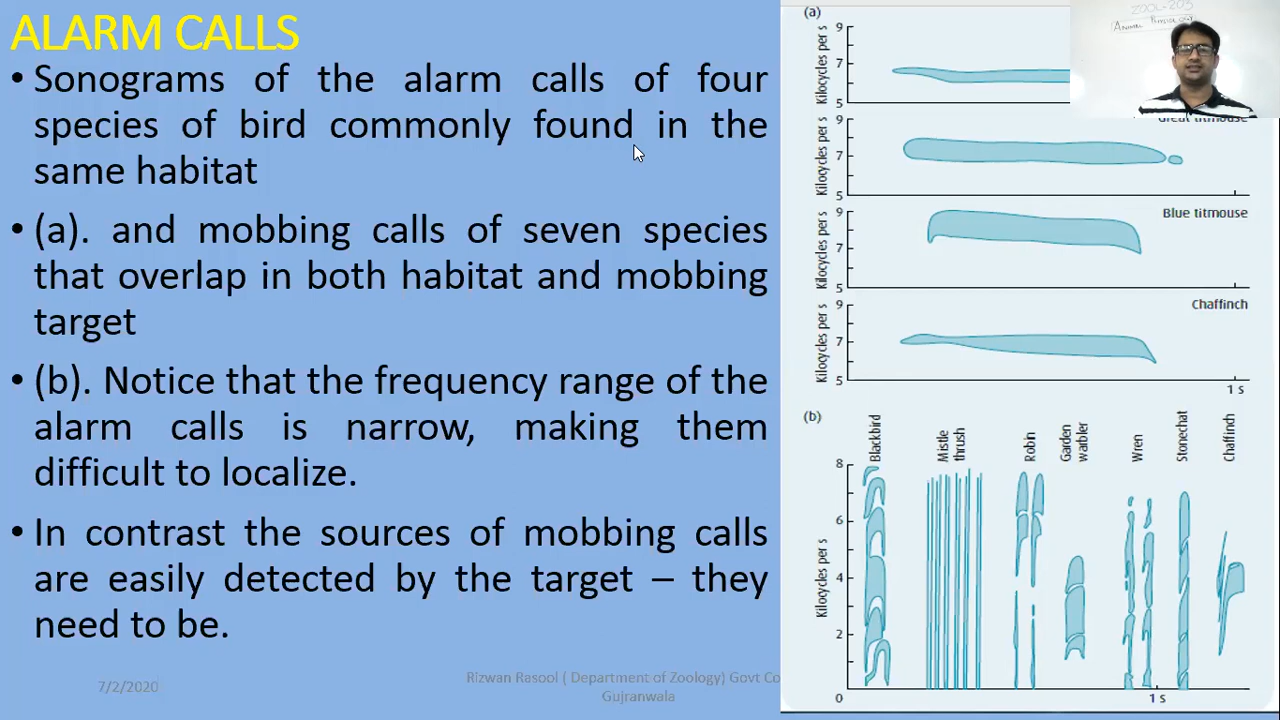 ALARM CALLS
• Sonograms of the alarm calls of four
species of bird commonly found in the
same habitat
• (a). and mobbing calls of seven species
that overlap in both habitat and mobbing
target
• (b). Notice that the frequency range of the
alarm calls is narrow, making them
difficult to localize.
• In contrast the sources of mobbing calls
are easily detected by the target – they
need to be.
7/2/2020
Rizwan Rasool ( Department of Zoology) Govt Co
Gujranwala
(a)
ZOOL-203
Kilocycles per s
9
7
5
Great titmouse
Kilocycles per s
9
7
5
Blue titmouse
Kilocycles per s
9
7
5
Chaffinch
Kilocycles per s
9
7
5
1 s
(b)
Blackbird
Mistle
thrush
Robin
Garden
warbler
Wren
Stonechat
Chaffinch
Kilocycles per s
8
6
4
2
0
1 s